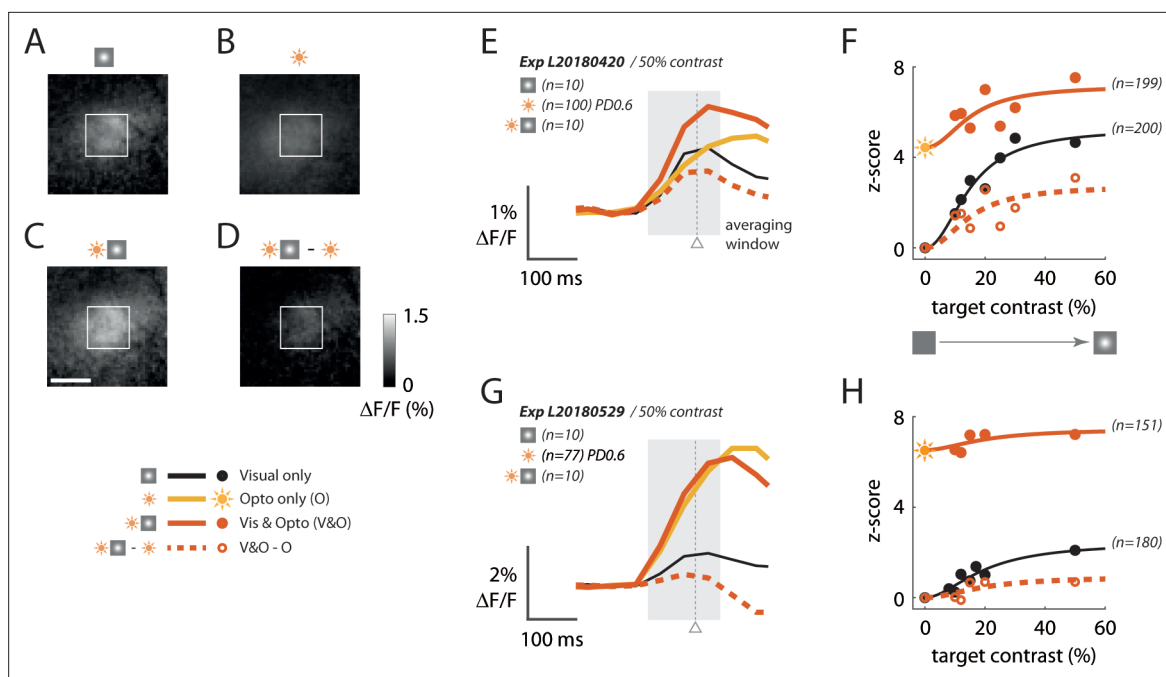 A
B
C
D
1.5
0
ΔF/F (%)
Visual only
Opto only (O)
Vis & Opto (V&O)
-
V&O - O
E
Exp L20180420 / 50% contrast
(n=10)
(n=100) PD0.6
(n=10)
1%
ΔF/F
100 ms
averaging
window
F
8
4
0
z-score
(n=199)
(n=200)
0 20 40 60
target contrast (%)
G
Exp L20180529 / 50% contrast
(n=10)
(n=77) PD0.6
(n=10)
2%
ΔF/F
100 ms
H
8
4
0
z-score
(n=151)
(n=180)
0 20 40 60
target contrast (%)